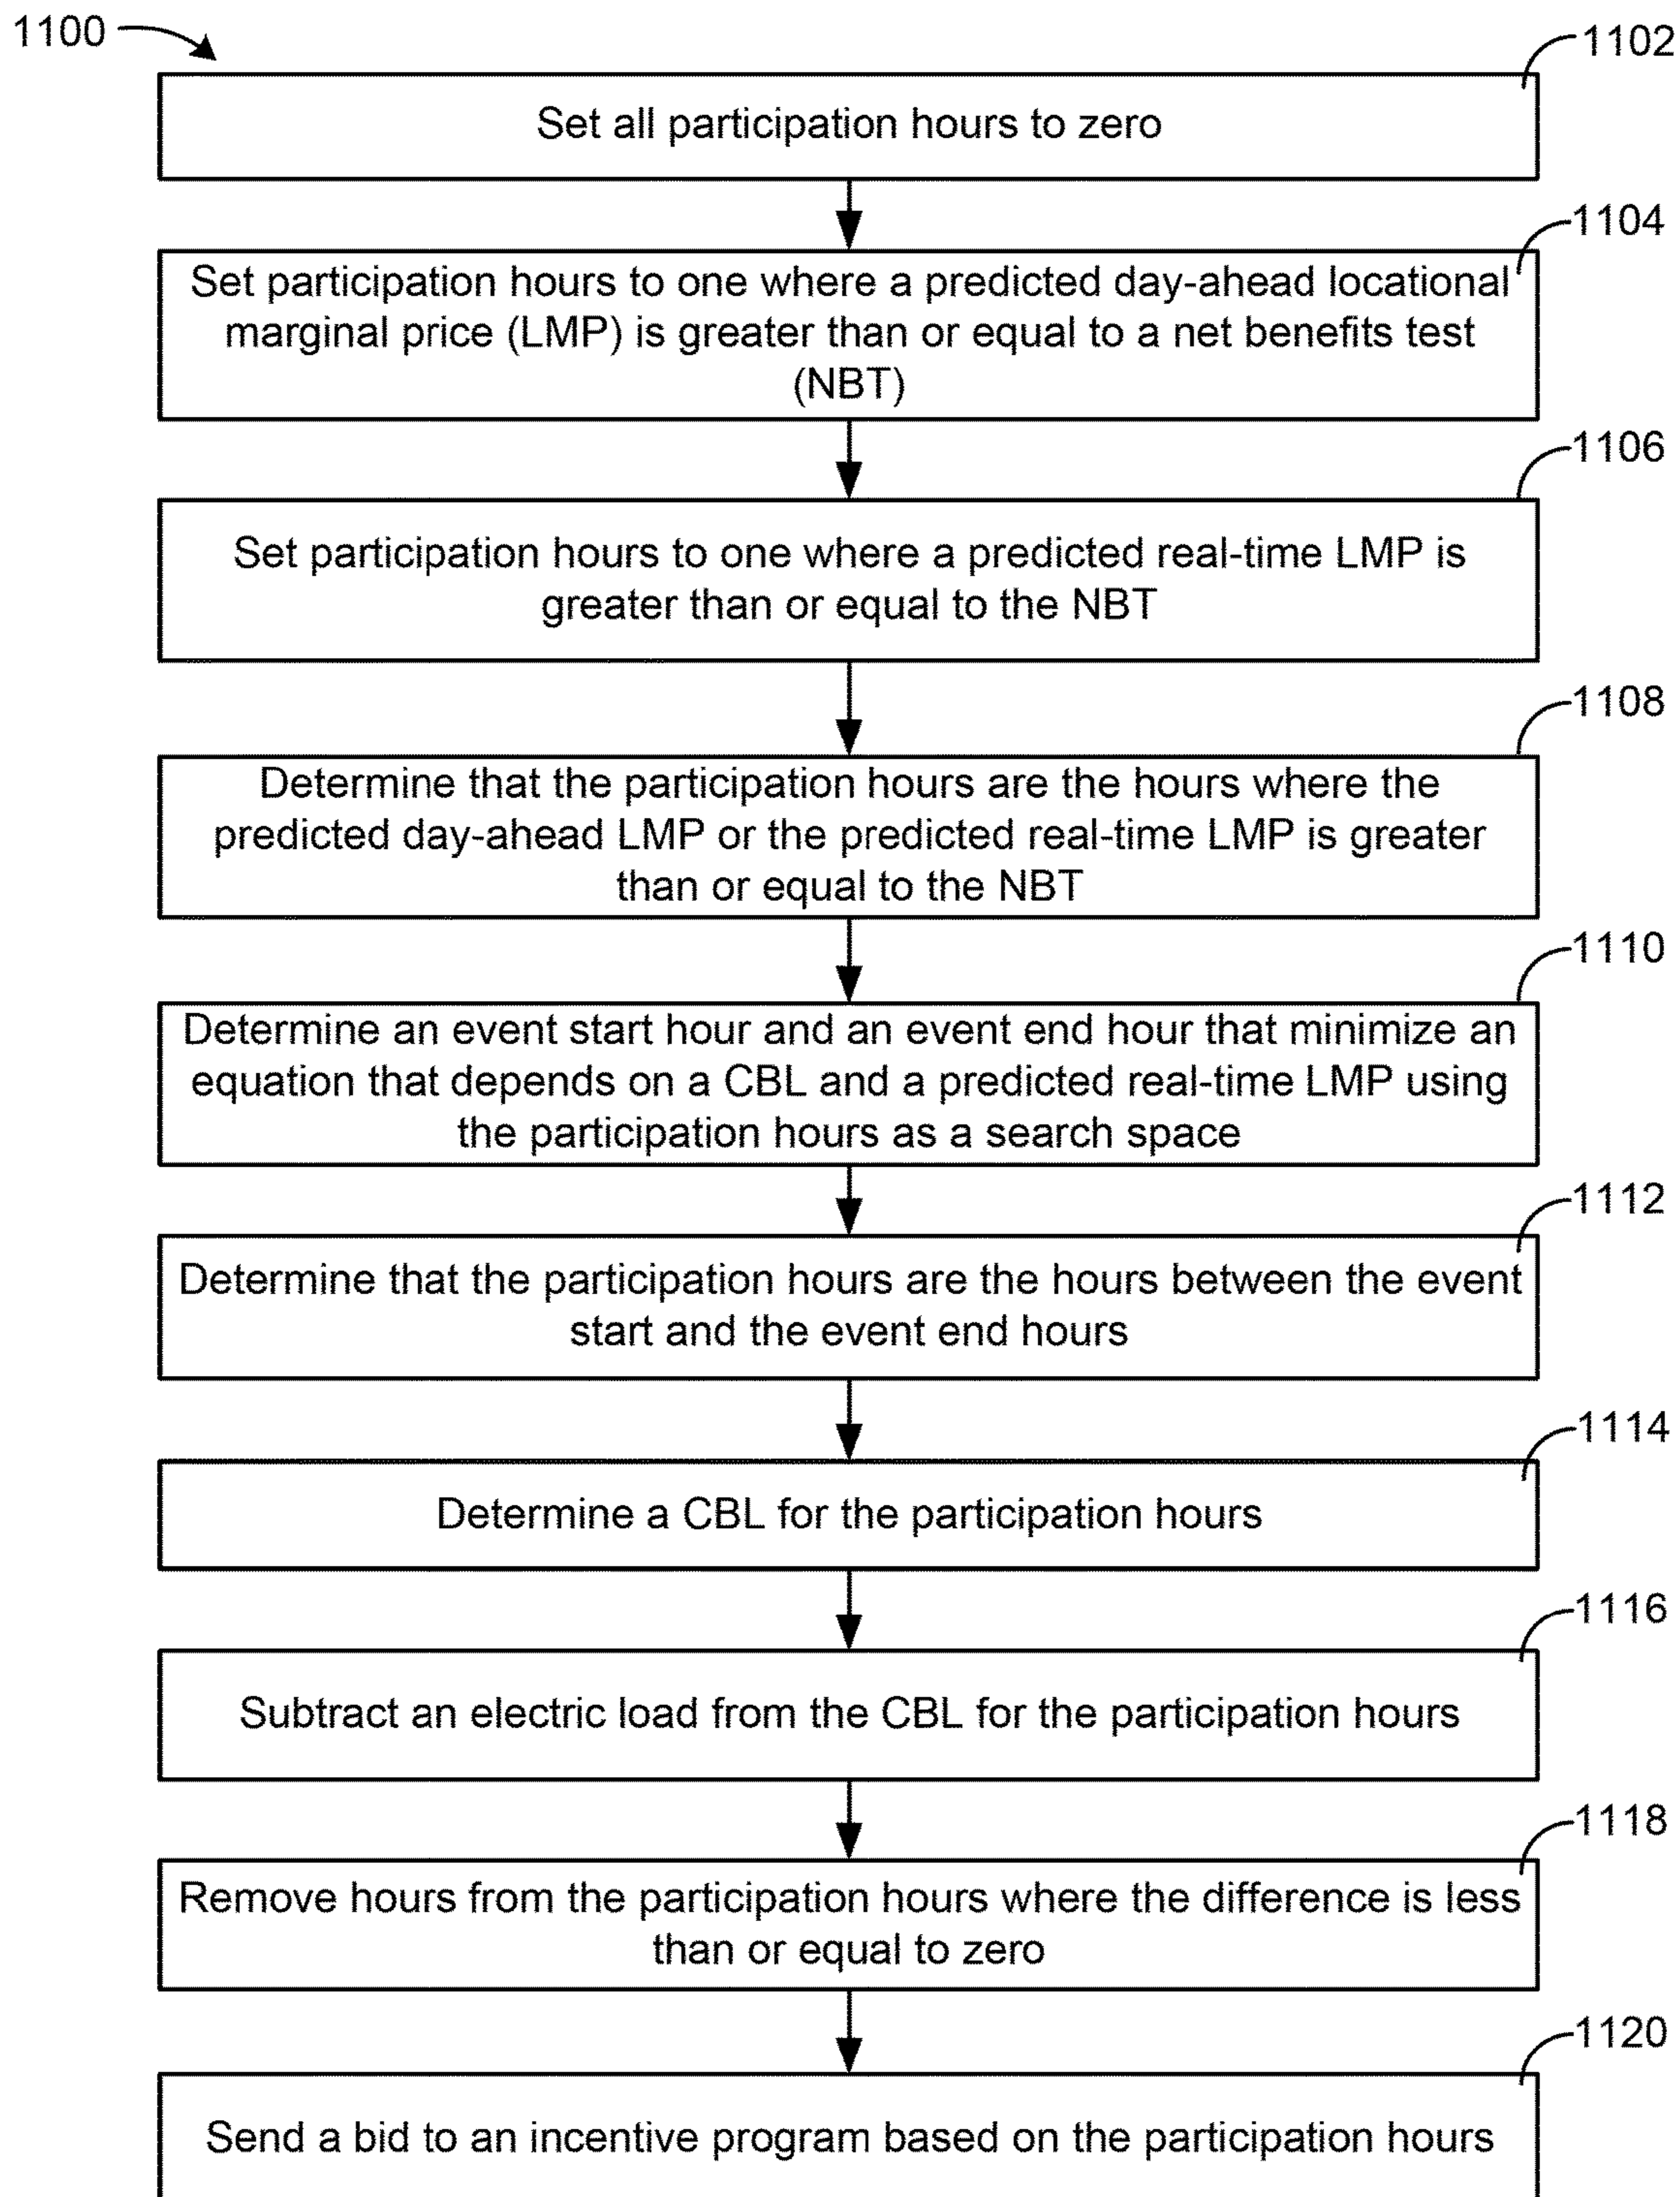 1100
1102
Set all participation hours to zero
1104
Set participation hours to one where a predicted day-ahead locational
marginal price (LMP) is greater than or equal to a net benefits test
(NBT)
1106
Set participation hours to one where a predicted real-time LMP is
greater than or equal to the NBT
1108
Determine that the participation hours are the hours where the
predicted day-ahead LMP or the predicted real-time LMP is greater
than or equal to the NBT
1110
Determine an event start hour and an event end hour that minimize an
equation that depends on a CBL and a predicted real-time LMP using
the participation hours as a search space
1112
Determine that the participation hours are the hours between the event
start and the event end hours
1114
Determine a CBL for the participation hours
1116
Subtract an electric load from the CBL for the participation hours
1118
Remove hours from the participation hours where the difference is less
than or equal to zero
1120
Send a bid to an incentive program based on the participation hours